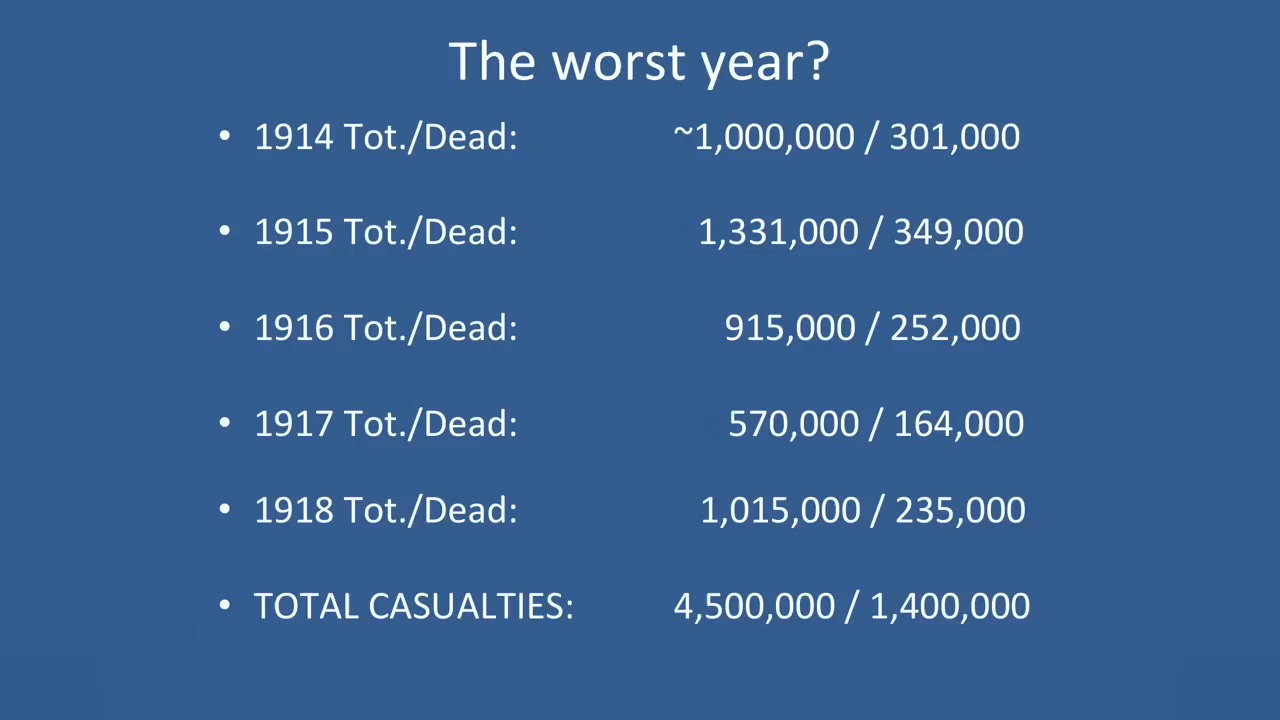 The worst year?
• 1914 Tot./Dead: ~1,000,000 / 301,000
• 1915 Tot./Dead: 1,331,000 / 349,000
• 1916 Tot./Dead: 915,000 / 252,000
• 1917 Tot./Dead: 570,000 / 164,000
• 1918 Tot./Dead: 1,015,000 / 235,000
• TOTAL CASUALTIES: 4,500,000 / 1,400,000